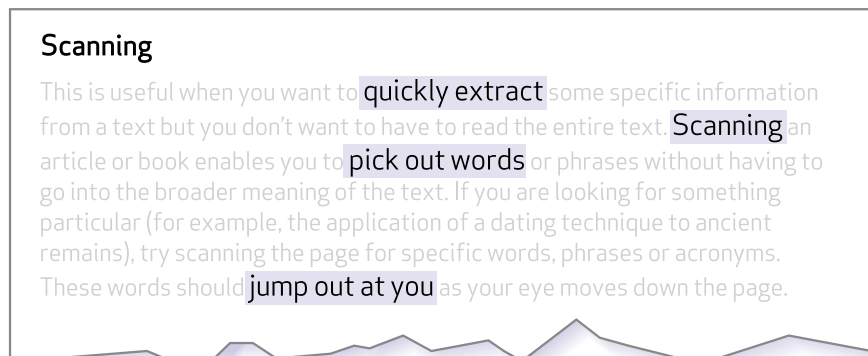 Scanning
This is useful when you want to quickly extract some specific information
from a text but you don't want to have to read the entire text. Scanning an
article or book enables you to pick out words or phrases without having to
go into the broader meaning of the text. If you are looking for something
particular (for example, the application of a dating technique to ancient
remains), try scanning the page for specific words, phrases or acronyms.
These words should jump out at you as your eye moves down the page.